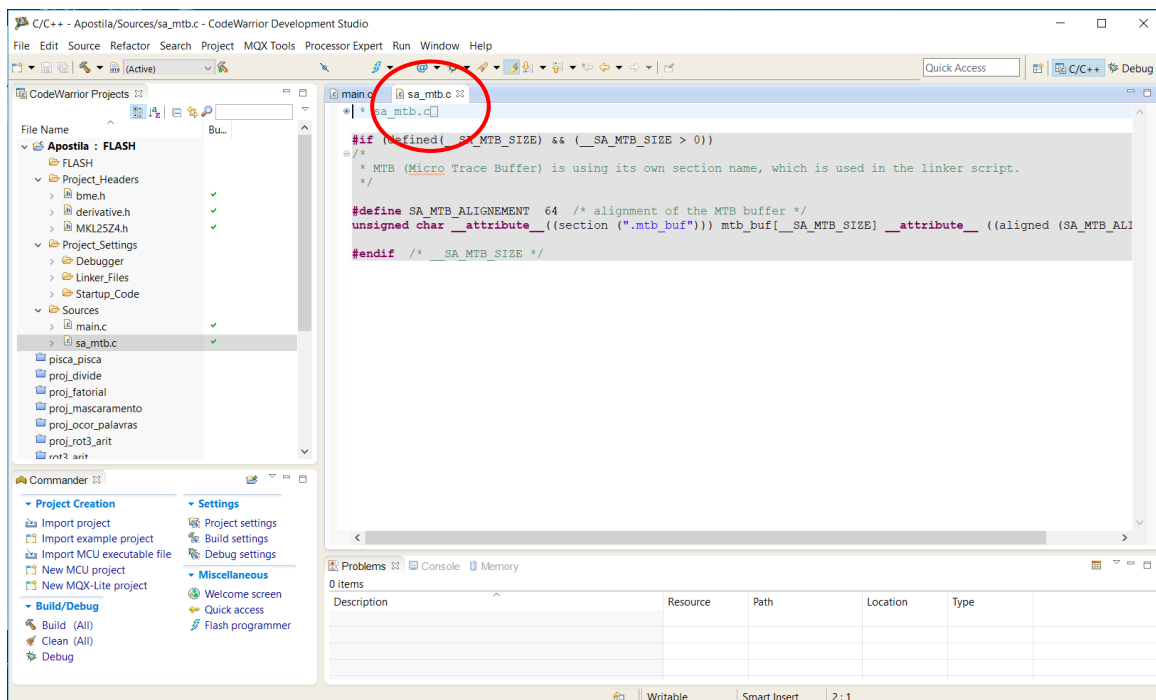 C/C++ - Apostila/Sources/sa_mtb.c - CodeWarrior Development Studio
File Edit Source Refactor Search Project MQX Tools Processor Expert Run Window Help
(Active)
Quick Access
C/C++
Debug
CodeWarrior Projects
File Name Bu...
Apostila : FLASH
FLASH
Project_Headers
bme.h
derivative.h
MKL25Z4.h
Project_Settings
Debugger
Linker_Files
Startup_Code
Sources
main.c
sa_mtb.c
pisca_pisca
proj_divide
proj_fatorial
proj_mascaramento
proj_ocor_palavras
proj_rot3_arit
rot3_arit
Commander
Project Creation
Import project
Import example project
Import MCU executable file
New MCU project
New MQX-Lite project
Build/Debug
Build (All)
Clean (All)
Debug
Settings
Project settings
Build settings
Debug settings
Miscellaneous
Welcome screen
Quick access
Flash programmer
main.c sa_mtb.c
* sa_mtb.c
#if (defined(__SA_MTB_SIZE) && (__SA_MTB_SIZE > 0))
/*
* MTB (Micro Trace Buffer) is using its own section name, which is used in the linker script.
*/
#define SA_MTB_ALIGNEMENT 64 /* alignment of the MTB buffer */
unsigned char __attribute__((section (".mtb_buf"))) mtb_buf[__SA_MTB_SIZE] __attribute__ ((aligned (SA_MTB_ALI
#endif /* __SA_MTB_SIZE */
Problems Console Memory
0 items
Description Resource Path Location Type
Writable Smart Insert 2 : 1